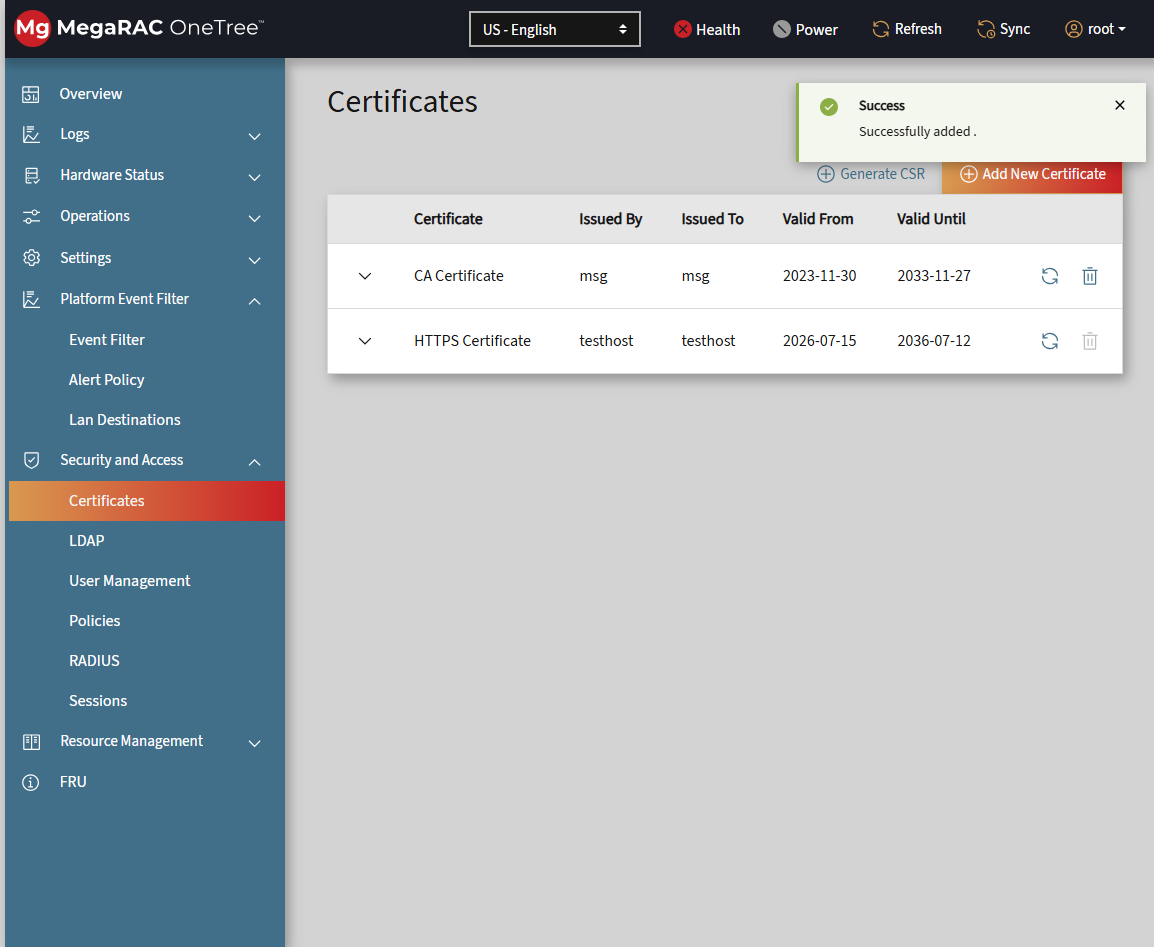 Mg MegaRAC OneTree™
US - English
Health
Power
Refresh
Sync
root
Overview
Logs
Hardware Status
Operations
Settings
Platform Event Filter
Event Filter
Alert Policy
Lan Destinations
Security and Access
Certificates
LDAP
User Management
Policies
RADIUS
Sessions
Resource Management
FRU
Certificates
Success
Successfully added .
Generate CSR
Add New Certificate
Certificate Issued By Issued To Valid From Valid Until
CA Certificate msg msg 2023-11-30 2033-11-27
HTTPS Certificate testhost testhost 2026-07-15 2036-07-12